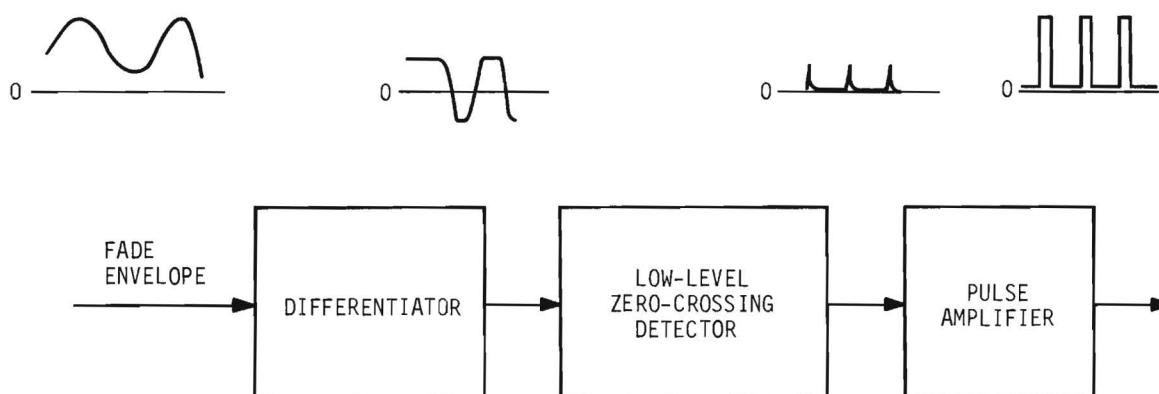 0
0
0
0
FADE
ENVELOPE
DIFFERENTIATOR
LOW-LEVEL
ZERO-CROSSING
DETECTOR
PULSE
AMPLIFIER